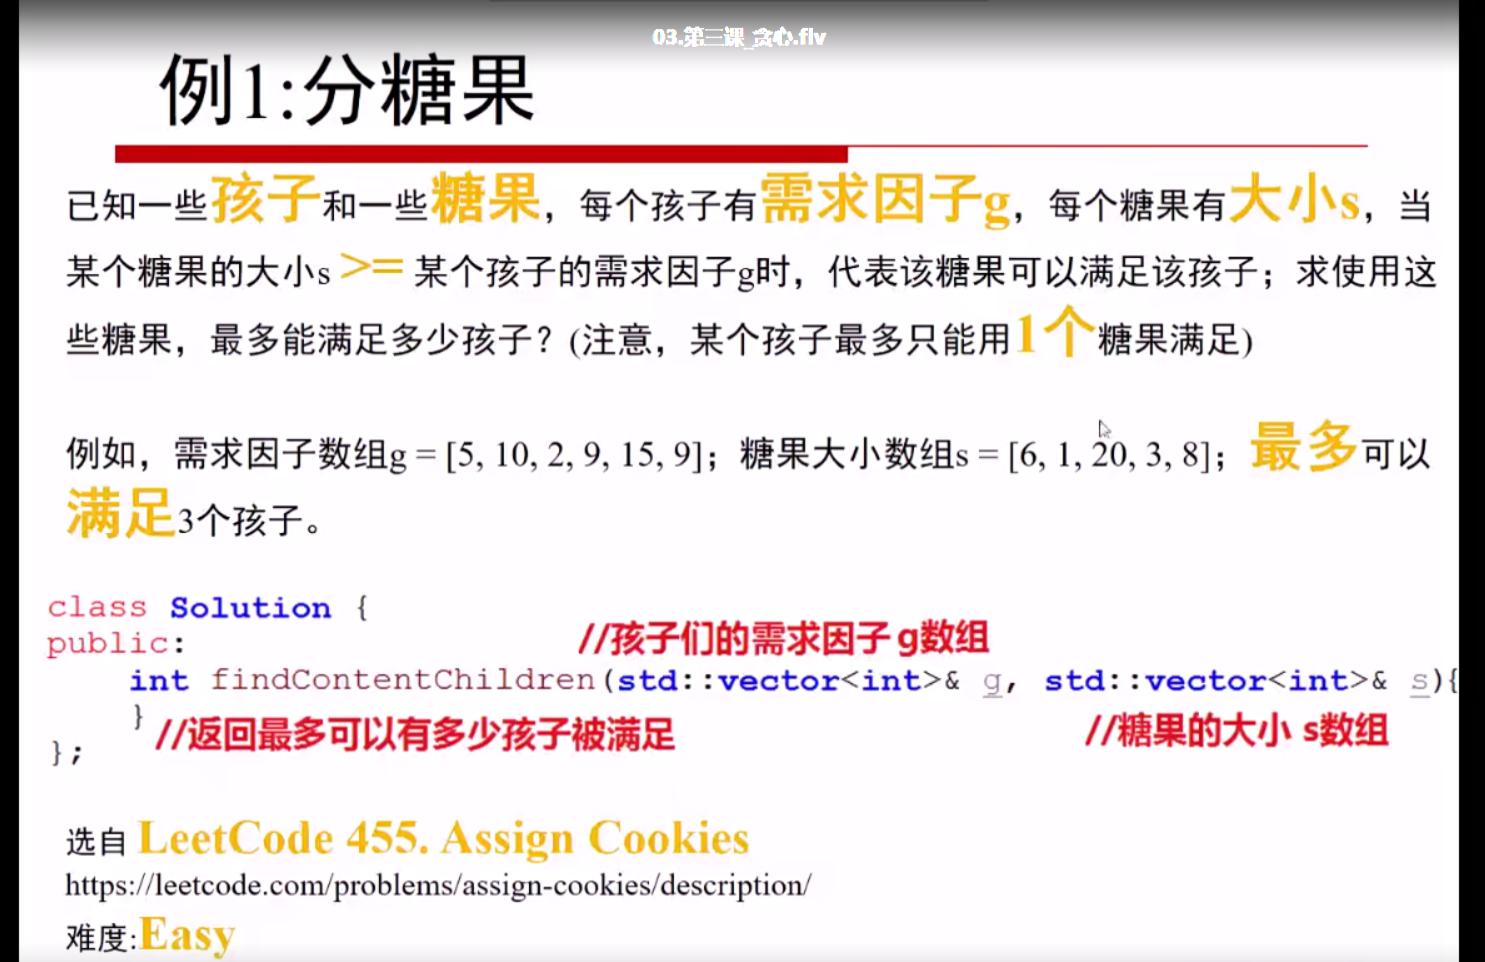 03.第三课_贪心.flv
例1:分糖果
已知一些孩子和一些糖果，每个孩子有需求因子g，每个糖果有大小s，当
某个糖果的大小s >= 某个孩子的需求因子g时，代表该糖果可以满足该孩子；求使用这
些糖果，最多能满足多少孩子？(注意，某个孩子最多只能用1个糖果满足)
例如，需求因子数组g = [5, 10, 2, 9, 15, 9]；糖果大小数组s = [6, 1, 20, 3, 8]；最多可以
满足3个孩子。
class Solution {
public:
//孩子们的需求因子 g数组
int findContentChildren(std::vector<int>& g, std::vector<int>& s){
} //返回最多可以有多少孩子被满足
//糖果的大小 s数组
};
选自 LeetCode 455. Assign Cookies
https://leetcode.com/problems/assign-cookies/description/
难度:Easy